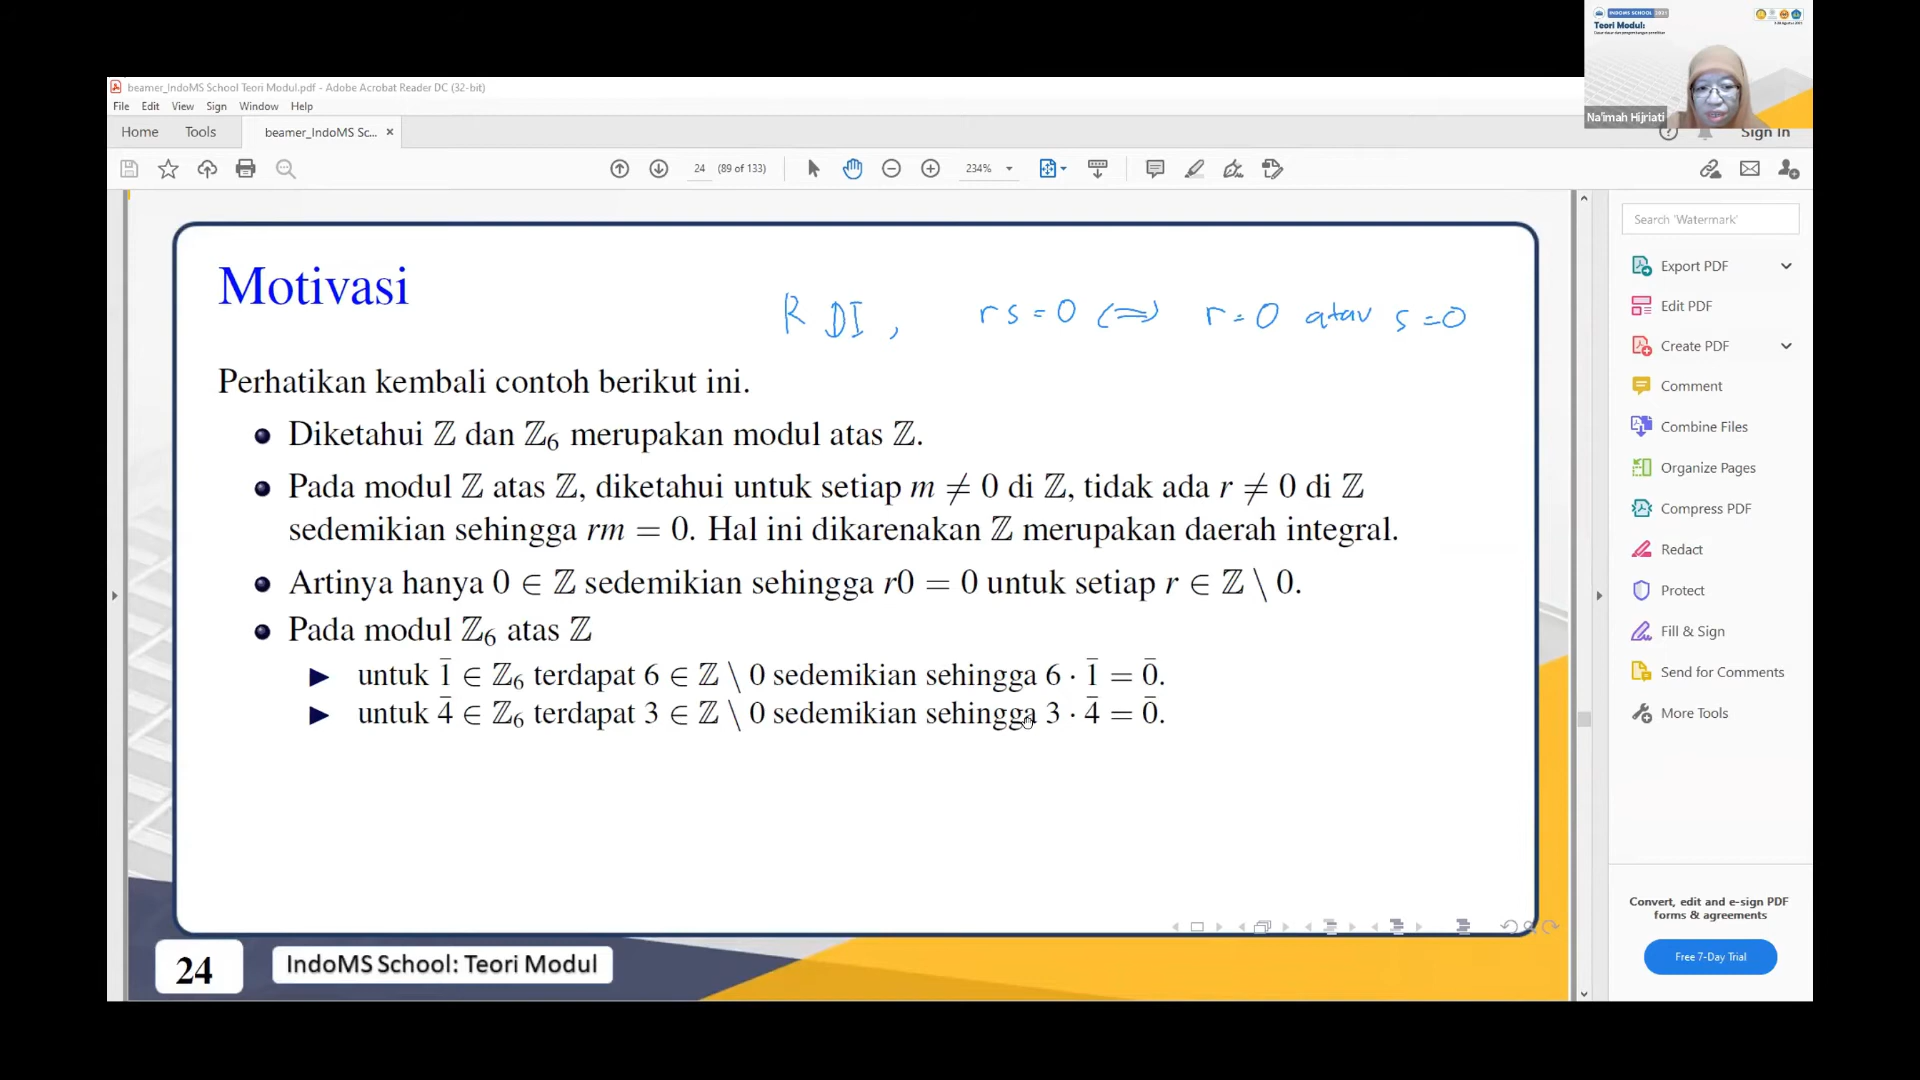 INDOMS SCHOOL 2021
Teori Modul:
Na'imah Hijriati
beamer_IndoMS School Teori Modul.pdf - Adobe Acrobat Reader DC (32-bit)
File Edit View Sign Window Help
Home Tools beamer_IndoMS Sc... × Sign In
24 (89 of 133) 234%
Search 'Watermark'
Export PDF
Edit PDF
Create PDF
Comment
Combine Files
Organize Pages
Compress PDF
Redact
Protect
Fill & Sign
Send for Comments
More Tools
Convert, edit and e-sign PDF
forms & agreements
Free 7-Day Trial
Motivasi
R DI, rs = 0 ⟺ r = 0 atau s = 0
Perhatikan kembali contoh berikut ini.
Diketahui ℤ dan ℤ₆ merupakan modul atas ℤ.
Pada modul ℤ atas ℤ, diketahui untuk setiap m ≠ 0 di ℤ, tidak ada r ≠ 0 di ℤ
sedemikian sehingga rm = 0. Hal ini dikarenakan ℤ merupakan daerah integral.
Artinya hanya 0 ∈ ℤ sedemikian sehingga r0 = 0 untuk setiap r ∈ ℤ \ 0.
Pada modul ℤ₆ atas ℤ
untuk 1̄ ∈ ℤ₆ terdapat 6 ∈ ℤ \ 0 sedemikian sehingga 6 · 1̄ = 0̄.
untuk 4̄ ∈ ℤ₆ terdapat 3 ∈ ℤ \ 0 sedemikian sehingga 3 · 4̄ = 0̄.
24
IndoMS School: Teori Modul